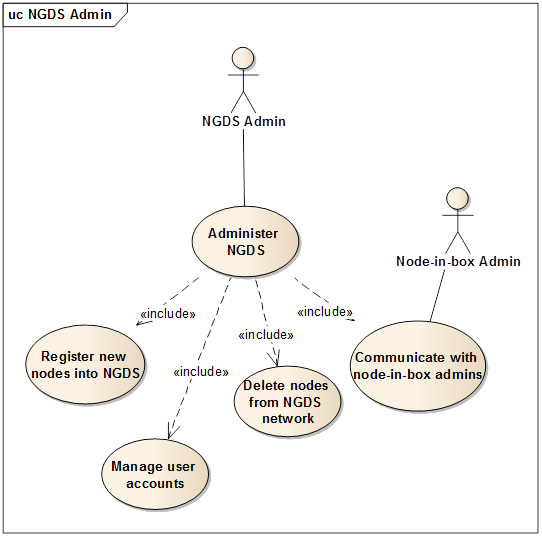 uc NGDS Admin
NGDS Admin
Administer
NGDS
Node-in-box Admin
«include»
«include»
«include»
«include»
Register new
nodes into NGDS
Communicate with
node-in-box admins
Delete nodes
from NGDS
network
Manage user
accounts